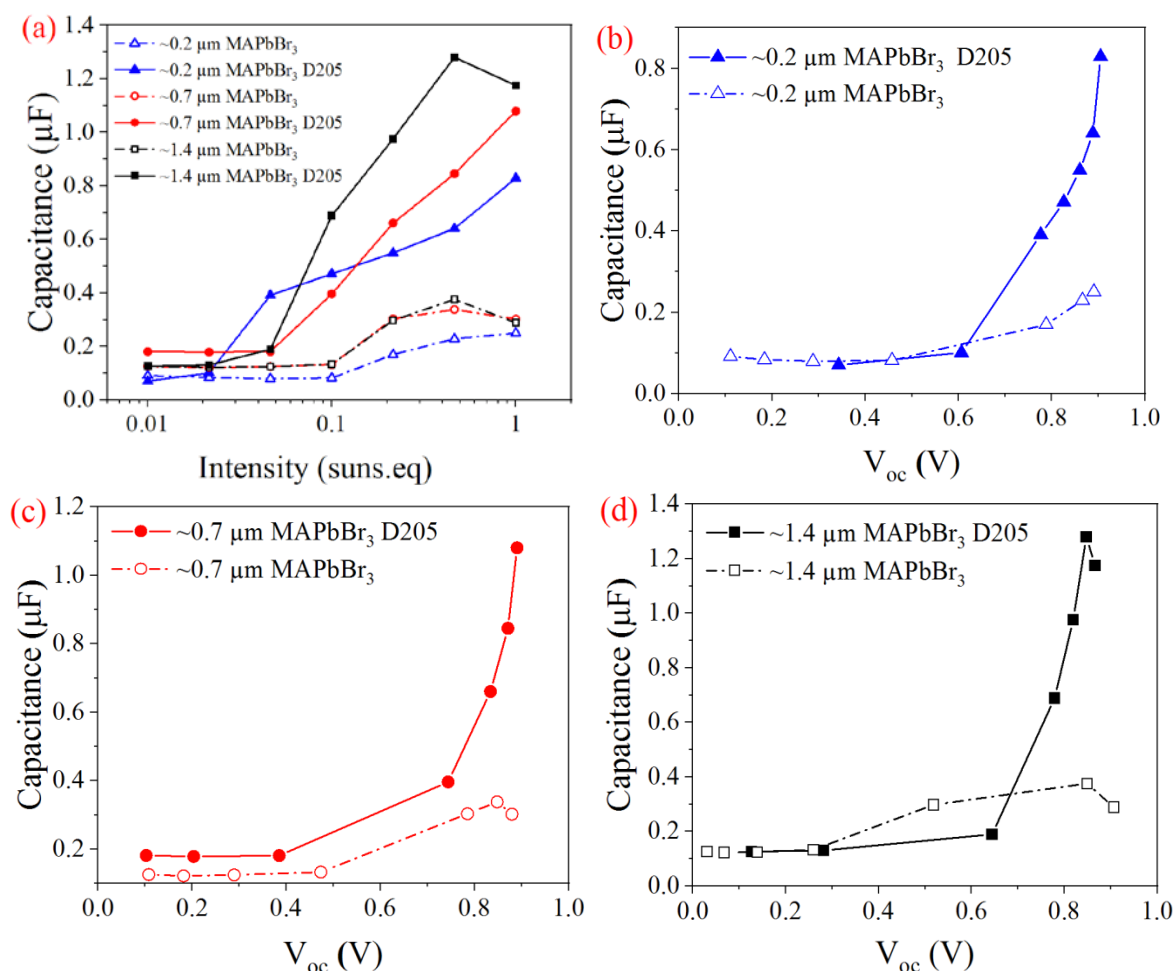 (a)
1.4
1.2
1.0
0.8
0.6
0.4
0.2
0.0
Capacitance (µF)
~0.2 µm MAPbBr₃
~0.2 µm MAPbBr₃ D205
~0.7 µm MAPbBr₃
~0.7 µm MAPbBr₃ D205
~1.4 µm MAPbBr₃
~1.4 µm MAPbBr₃ D205
0.01 0.1 1
Intensity (suns.eq)
(b)
0.8
0.6
0.4
0.2
0.0
Capacitance (µF)
~0.2 µm MAPbBr₃ D205
~0.2 µm MAPbBr₃
0.0 0.2 0.4 0.6 0.8 1.0
Voc (V)
(c)
1.2
1.0
0.8
0.6
0.4
0.2
Capacitance (µF)
~0.7 µm MAPbBr₃ D205
~0.7 µm MAPbBr₃
0.0 0.2 0.4 0.6 0.8 1.0
Voc (V)
(d)
1.4
1.2
1.0
0.8
0.6
0.4
0.2
0.0
Capacitance (µF)
~1.4 µm MAPbBr₃ D205
~1.4 µm MAPbBr₃
0.0 0.2 0.4 0.6 0.8 1.0
Voc (V)